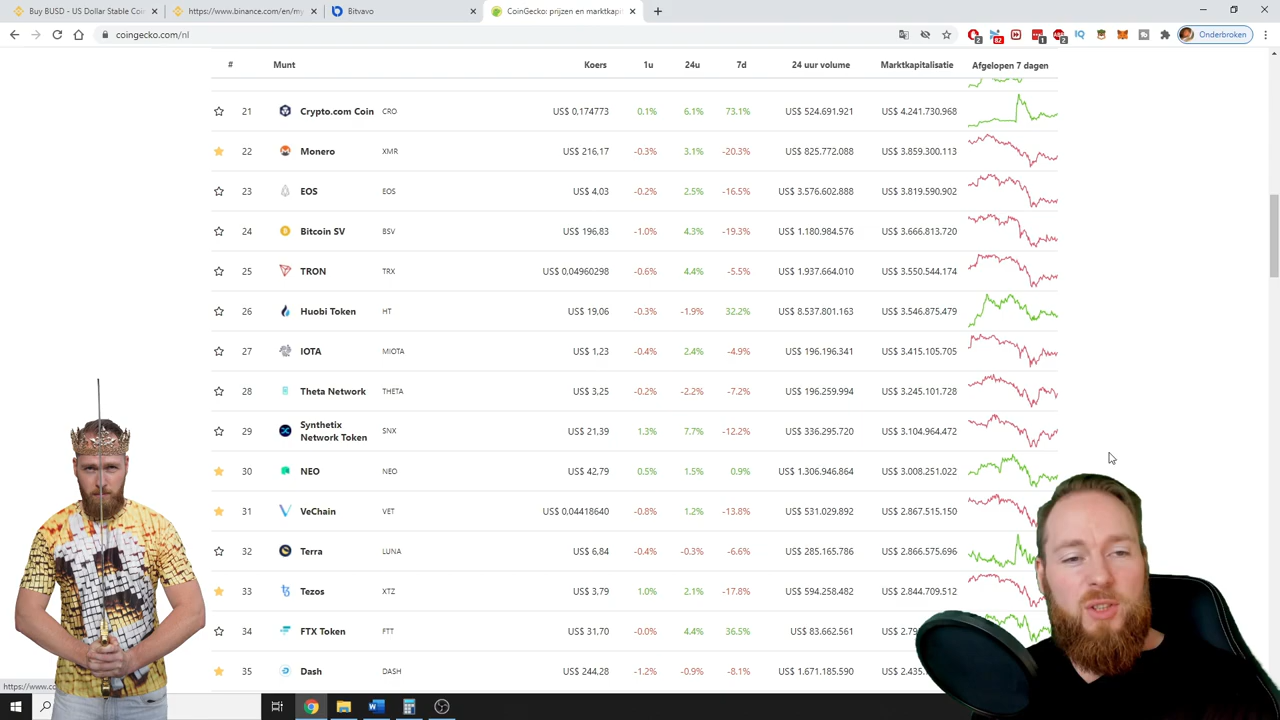 Buy BUSD - US Dollar Stable Coi
https://www.binance.com/en/my
Bitvavo
CoinGecko: prijzen en marktkapi
coingecko.com/nl
2
82
1
2
Onderbroken
# Munt Koers 1u 24u 7d 24 uur volume Marktkapitalisatie Afgelopen 7 dagen
21 Crypto.com Coin CRO US$ 0,174773 0.1% 6.1% 73.1% US$ 524.691.921 US$ 4.241.730.968
22 Monero XMR US$ 216,17 -0.3% 3.1% -20.3% US$ 825.772.088 US$ 3.859.300.113
23 EOS EOS US$ 4,03 -0.2% 2.5% -16.5% US$ 3.576.602.888 US$ 3.819.590.902
24 Bitcoin SV BSV US$ 196,83 -1.0% 4.3% -19.3% US$ 1.180.984.576 US$ 3.666.813.720
25 TRON TRX US$ 0,04960298 -0.6% 4.4% -5.5% US$ 1.937.664.010 US$ 3.550.544.174
26 Huobi Token HT US$ 19,06 -0.3% -1.9% 32.2% US$ 8.537.801.163 US$ 3.546.875.479
27 IOTA MIOTA US$ 1,23 -0.4% 2.4% -4.9% US$ 196.196.341 US$ 3.415.105.705
28 Theta Network THETA US$ 3,25 -0.2% -2.2% -7.2% US$ 196.259.994 US$ 3.245.101.728
29 Synthetix
Network Token SNX US$ 21,39 1.3% 7.7% -12.2% US$ 336.295.720 US$ 3.104.964.472
30 NEO NEO US$ 42,79 0.5% 1.5% 0.9% US$ 1.306.946.864 US$ 3.008.251.022
31 VeChain VET US$ 0,04418640 -0.8% 1.2% -13.8% US$ 531.029.892 US$ 2.867.515.150
32 Terra LUNA US$ 6,84 -0.4% -0.3% -6.6% US$ 285.165.786 US$ 2.866.575.696
33 Tezos XTZ US$ 3,79 1.0% 2.1% -17.8% US$ 594.258.482 US$ 2.844.709.512
34 FTX Token FTT US$ 31,70 -0.0% 4.4% 36.5% US$ 83.662.561 US$ 2.79
35 Dash DASH US$ 244,28 -1.2% -0.9% -8.1% US$ 1.671.185.590 US$ 2.435.
https://www.co